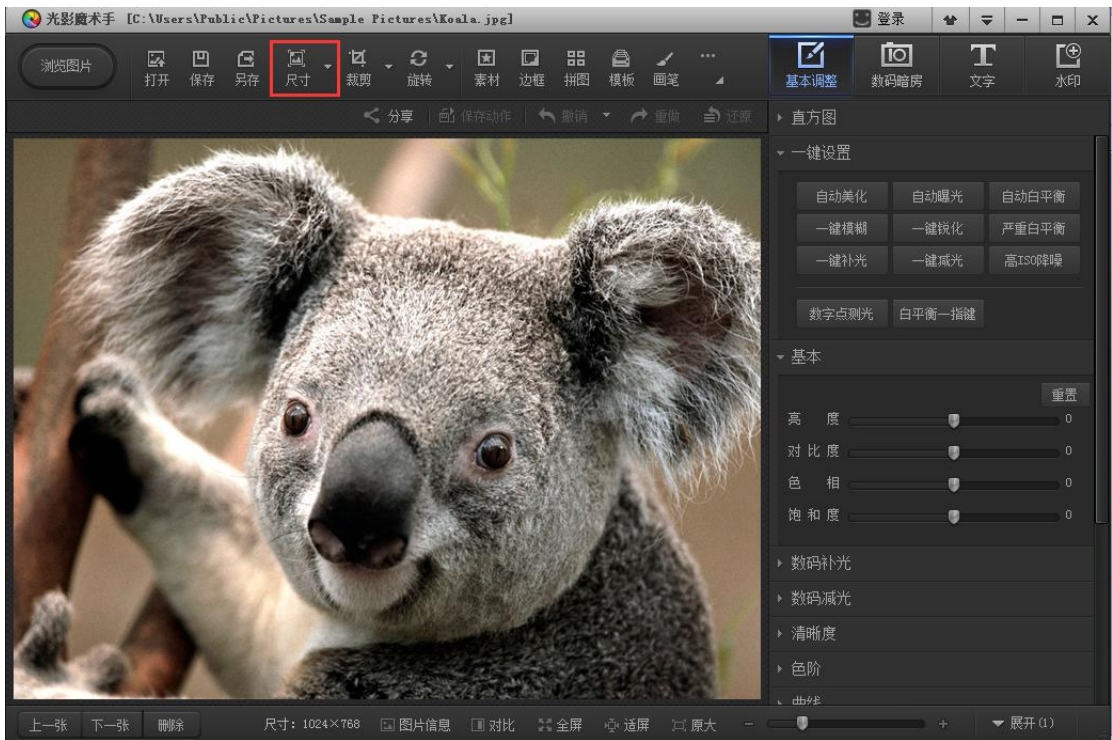 光影魔术手 [C:\Users\Public\Pictures\Sample Pictures\Koala.jpg] 登录
浏览图片 打开 保存 另存 尺寸 裁剪 旋转 素材 边框 拼图 模板 画笔 ...
基本调整 数码暗房 文字 水印
分享 保存动作 撤销 重做 还原
直方图
一键设置
自动美化 自动曝光 自动白平衡
一键模糊 一键锐化 严重白平衡
一键补光 一键减光 高ISO降噪
数字点测光 白平衡一指键
基本
重置
亮 度 0
对比度 0
色 相 0
饱和度 0
数码补光
数码减光
清晰度
色阶
曲线
上一张 下一张 删除 尺寸: 1024×768 图片信息 对比 全屏 适屏 原大 展开(1)